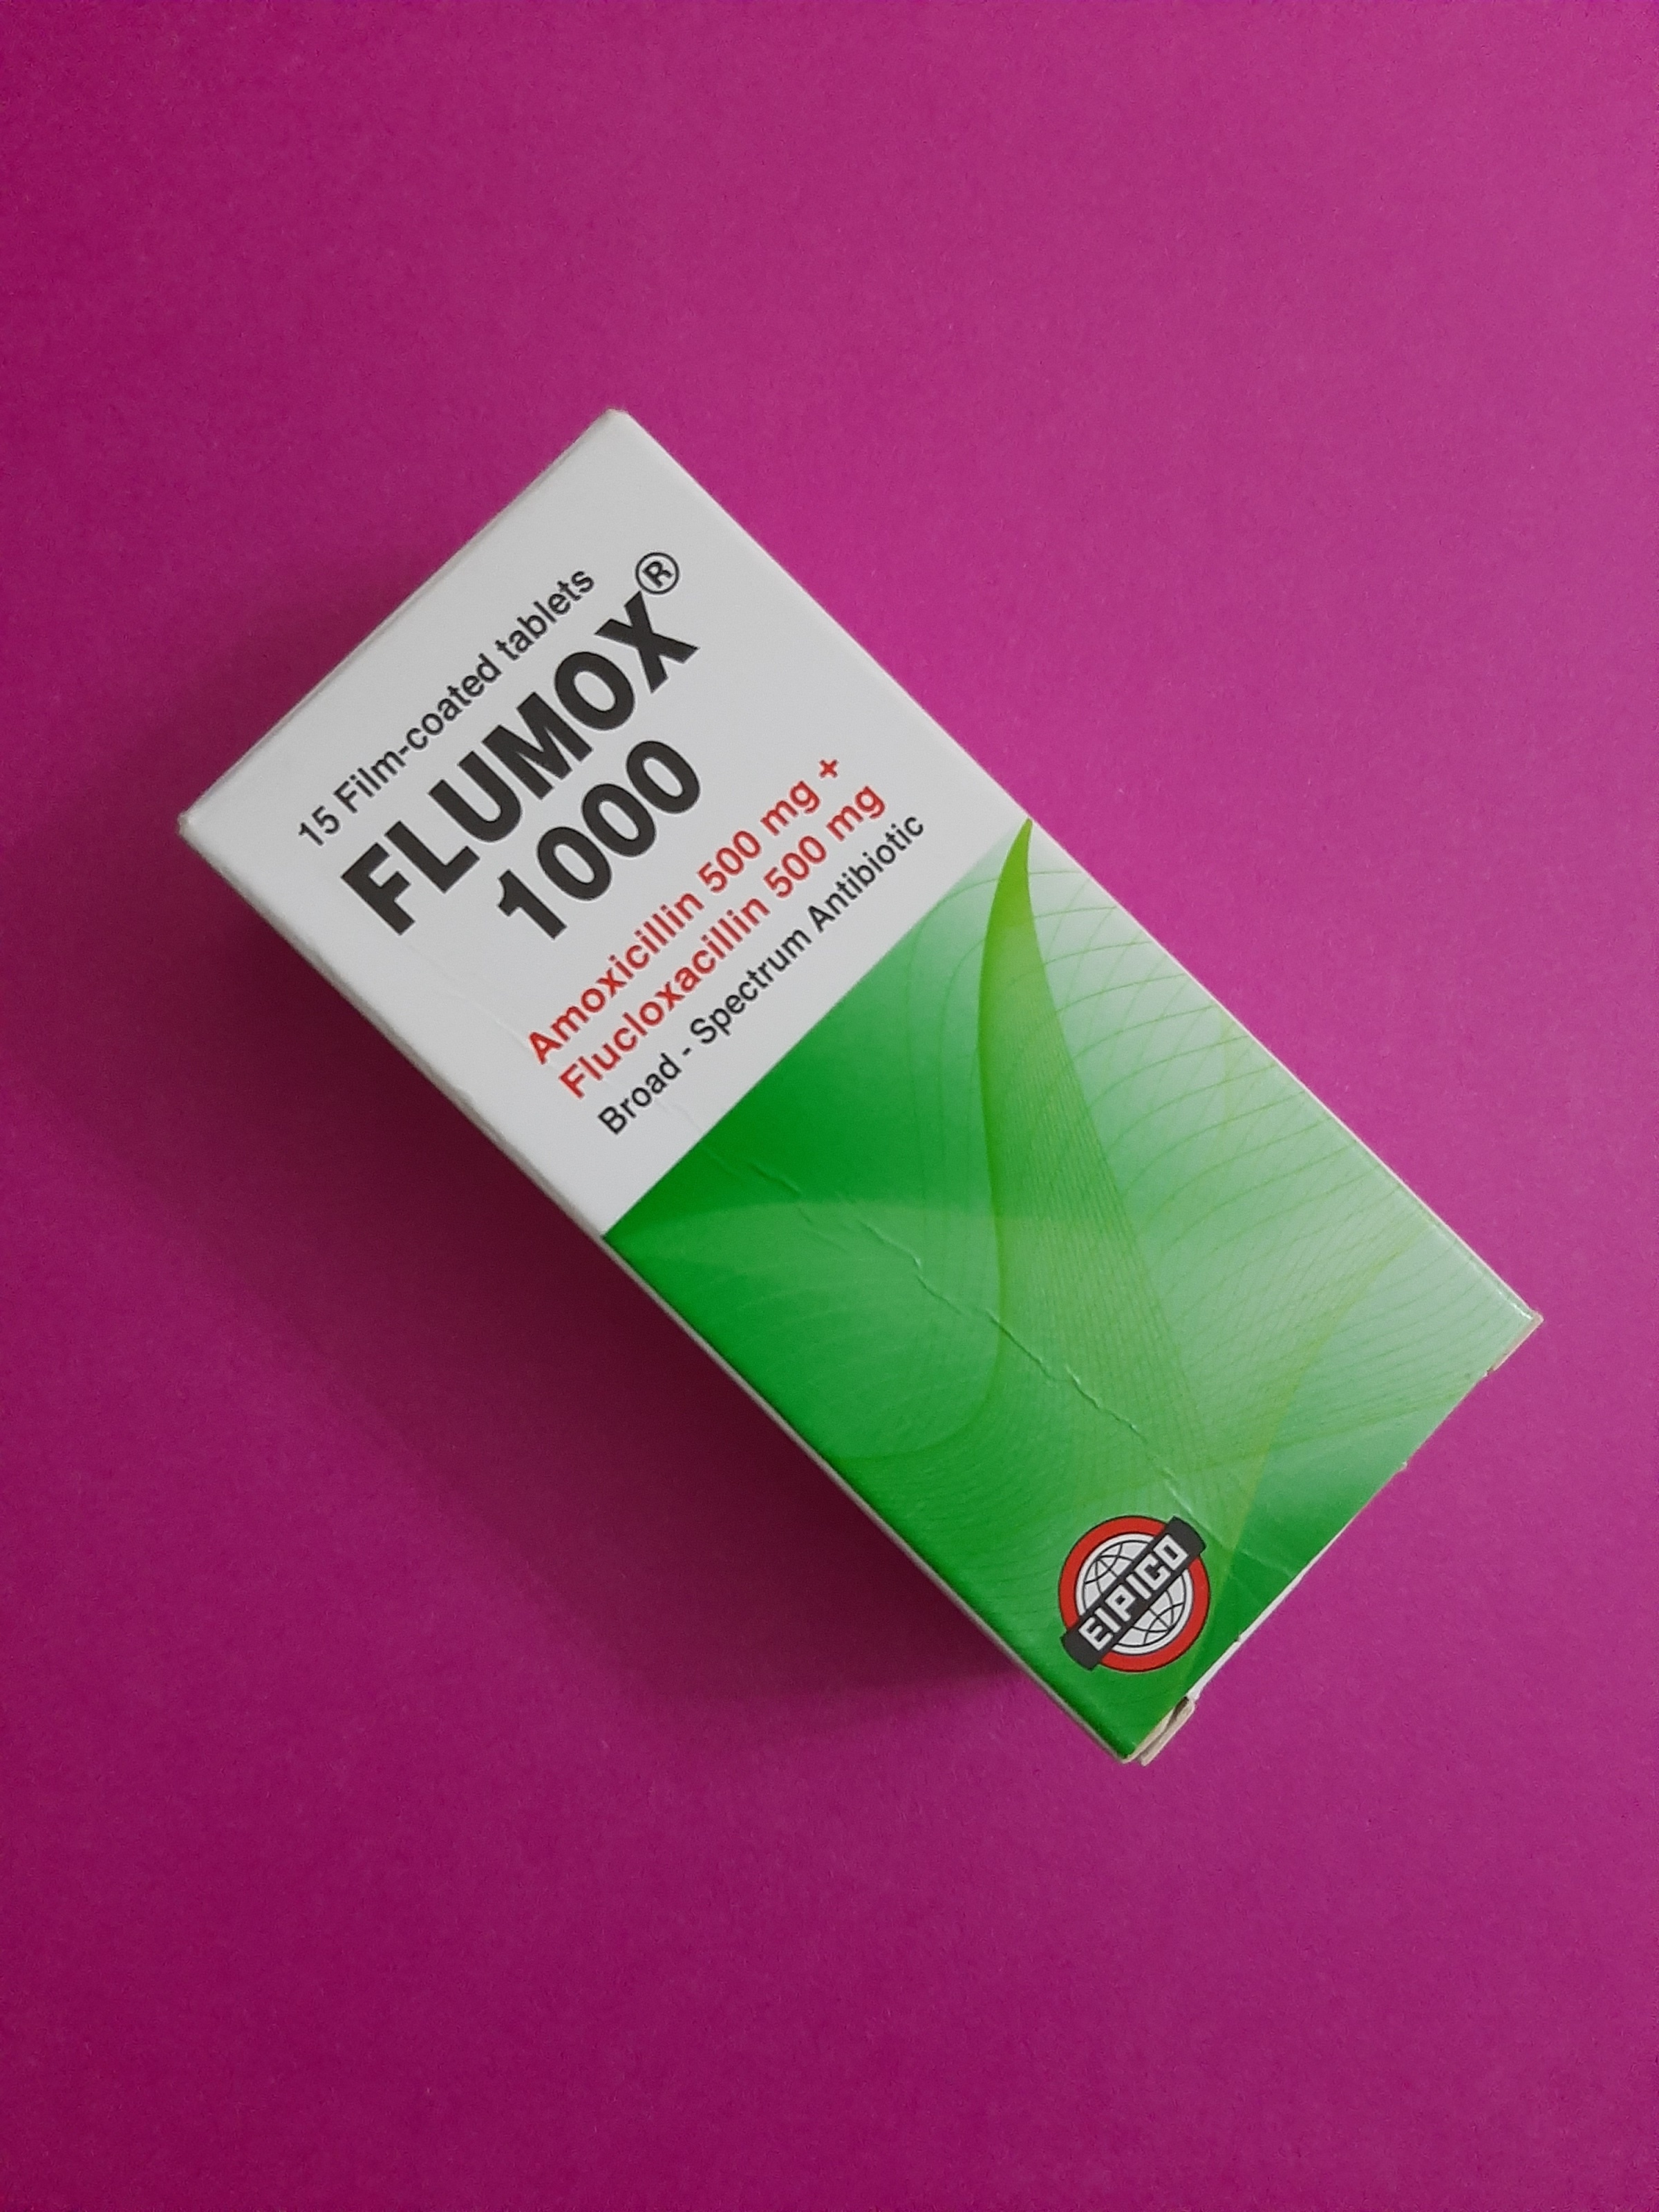 15 Film-coated tablets
FLUMOX®
1000
Amoxicillin 500 mg +
Flucloxacillin 500 mg
Broad - Spectrum Antibiotic
EIPICO